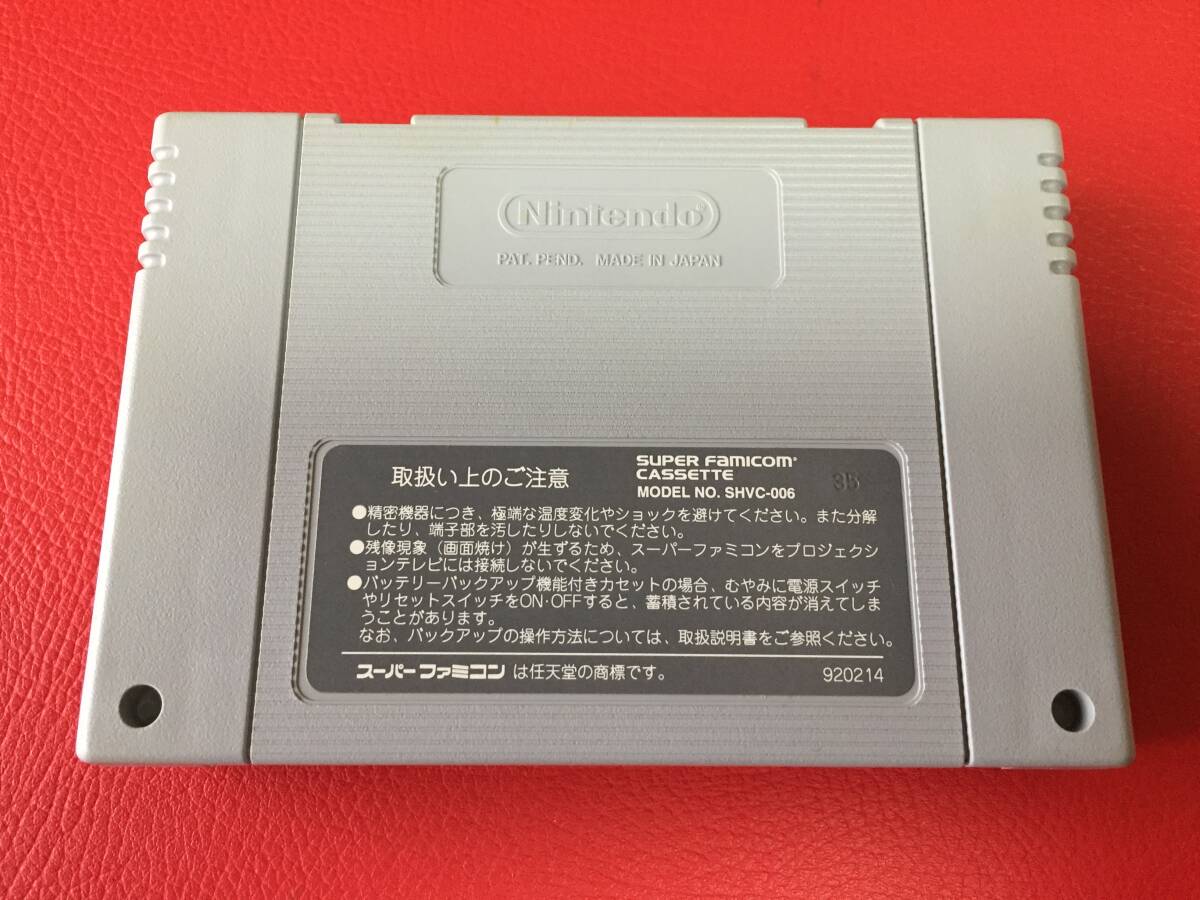 Nintendo®
PAT. PEND. MADE IN JAPAN
取扱い上のご注意
SUPER FAMICOM®
CASSETTE
MODEL NO. SHVC-006
●精密機器につき、極端な温度変化やショックを避けてください。また分解
したり、端子部を汚したりしないでください。
●残像現象（画面焼け）が生ずるため、スーパーファミコンをプロジェクシ
ョンテレビには接続しないでください。
●バッテリーバックアップ機能付きカセットの場合、むやみに電源スイッチ
やリセットスイッチをON·OFFすると、蓄積されている内容が消えてしま
うことがあります。
なお、バックアップの操作方法については、取扱説明書をご参照ください。
スーパーファミコン は任天堂の商標です。
920214